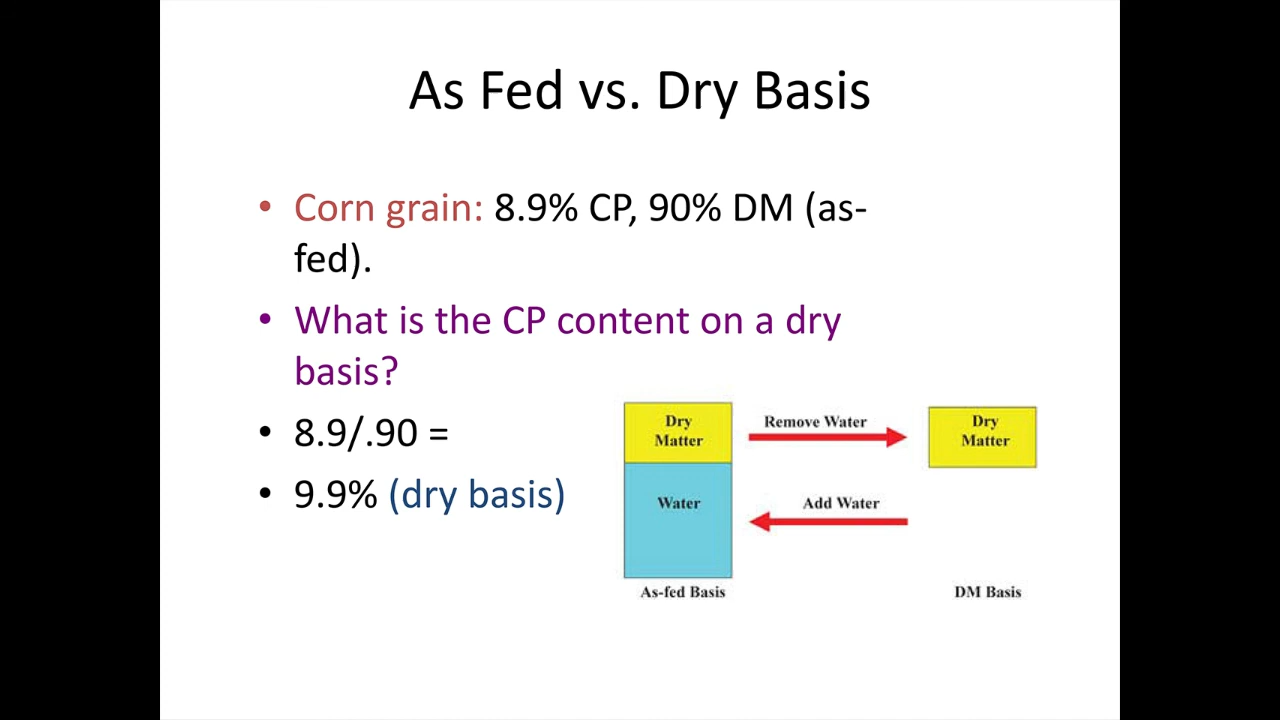 As Fed vs. Dry Basis
• Corn grain: 8.9% CP, 90% DM (as-
fed).
• What is the CP content on a dry
basis?
• 8.9/.90 =
• 9.9% (dry basis)
Dry
Matter
Remove Water
Dry
Matter
Water
Add Water
As-fed Basis
DM Basis